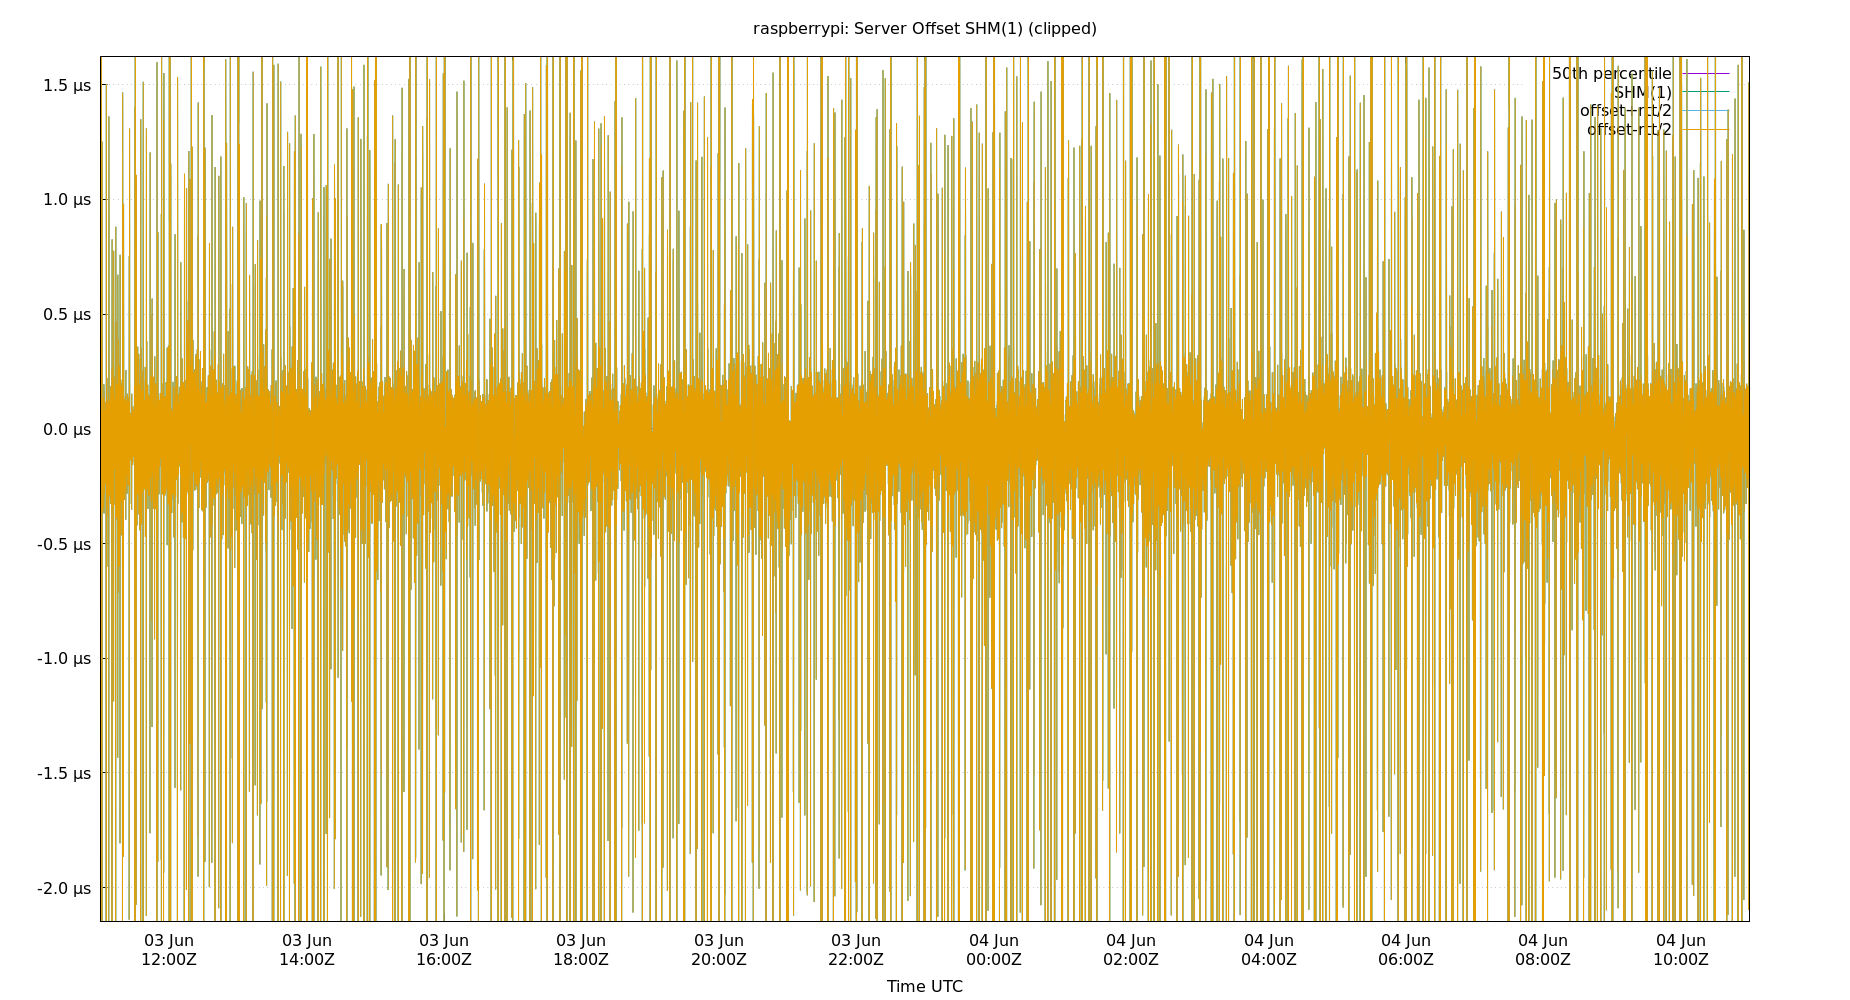 raspberrypi: Server Offset SHM(1) (clipped)
1.5 µs
1.0 µs
0.5 µs
0.0 µs
-0.5 µs
-1.0 µs
-1.5 µs
-2.0 µs
50th percentile
SHM(1)
offset+rtt/2
offset-rtt/2
03 Jun 03 Jun 03 Jun 03 Jun 03 Jun 03 Jun 04 Jun 04 Jun 04 Jun 04 Jun 04 Jun 04 Jun
12:00Z 14:00Z 16:00Z 18:00Z 20:00Z 22:00Z 00:00Z 02:00Z 04:00Z 06:00Z 08:00Z 10:00Z
Time UTC